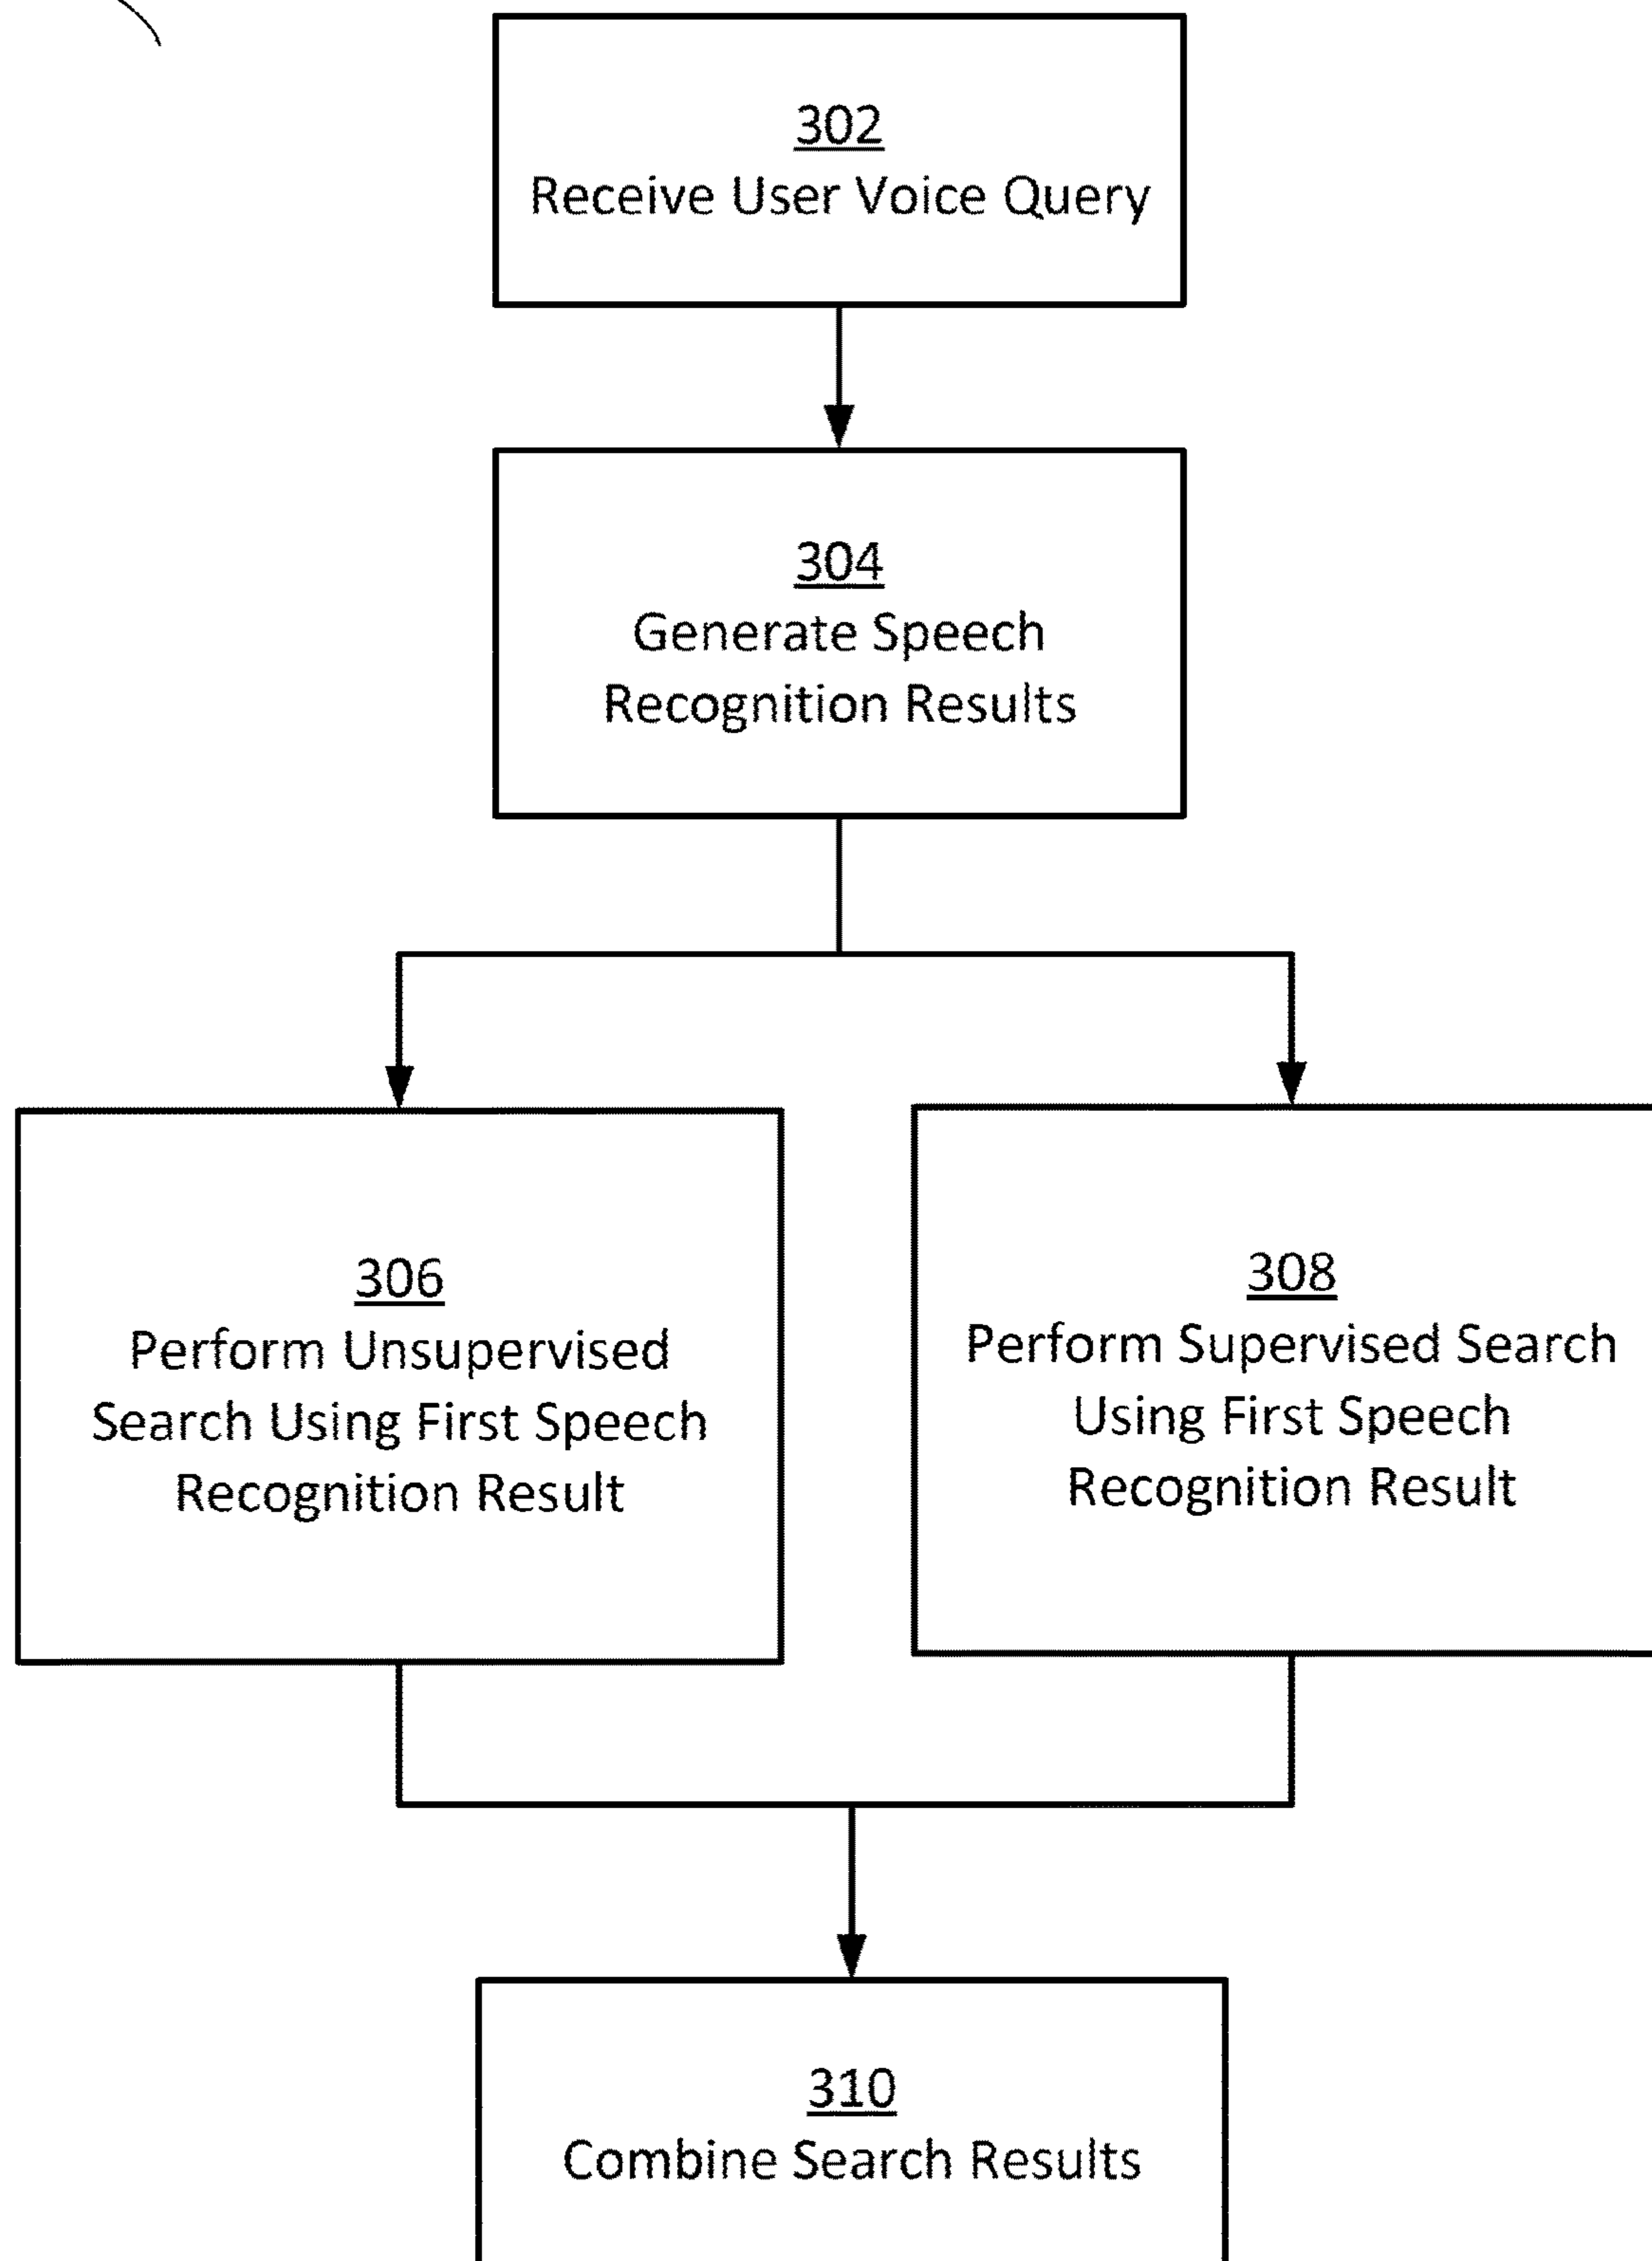 302
Receive User Voice Query
304
Generate Speech
Recognition Results
306
Perform Unsupervised
Search Using First Speech
Recognition Result
308
Perform Supervised Search
Using First Speech
Recognition Result
310
Combine Search Results